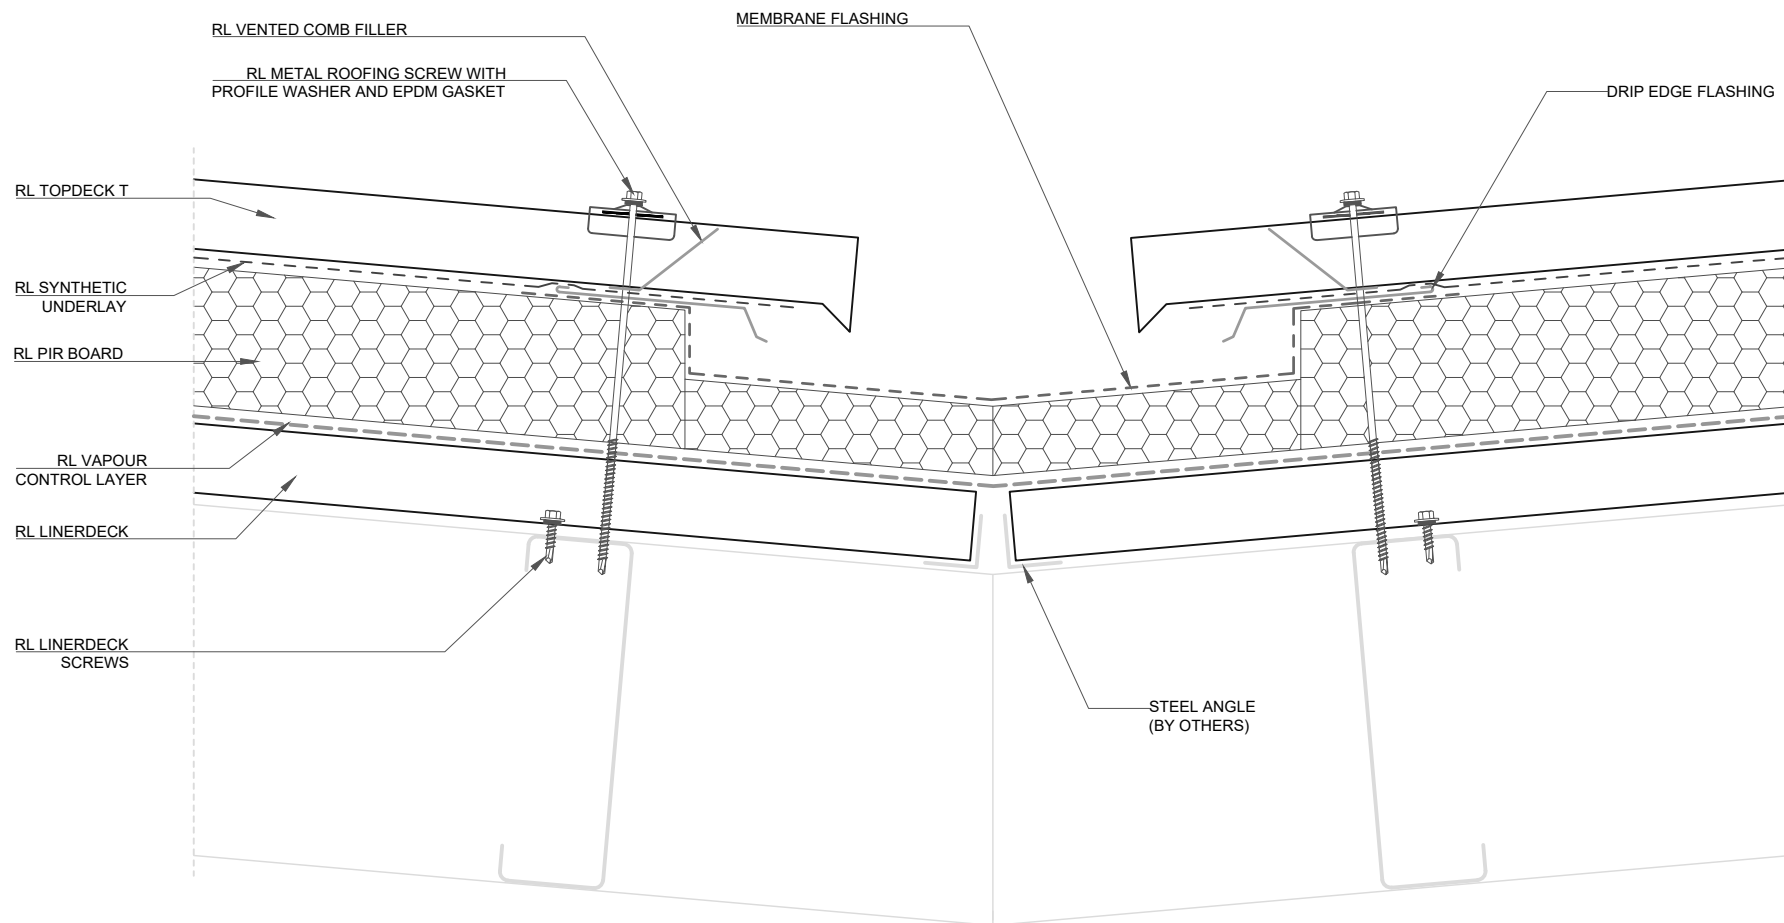 MEMBRANE FLASHING
RL VENTED COMB FILLER
RL METAL ROOFING SCREW WITH
PROFILE WASHER AND EPDM GASKET
DRIP EDGE FLASHING
RL TOPDECK T
RL SYNTHETIC
UNDERLAY
RL PIR BOARD
RL VAPOUR
CONTROL LAYER
RL LINERDECK
RL LINERDECK
SCREWS
STEEL ANGLE
(BY OTHERS)